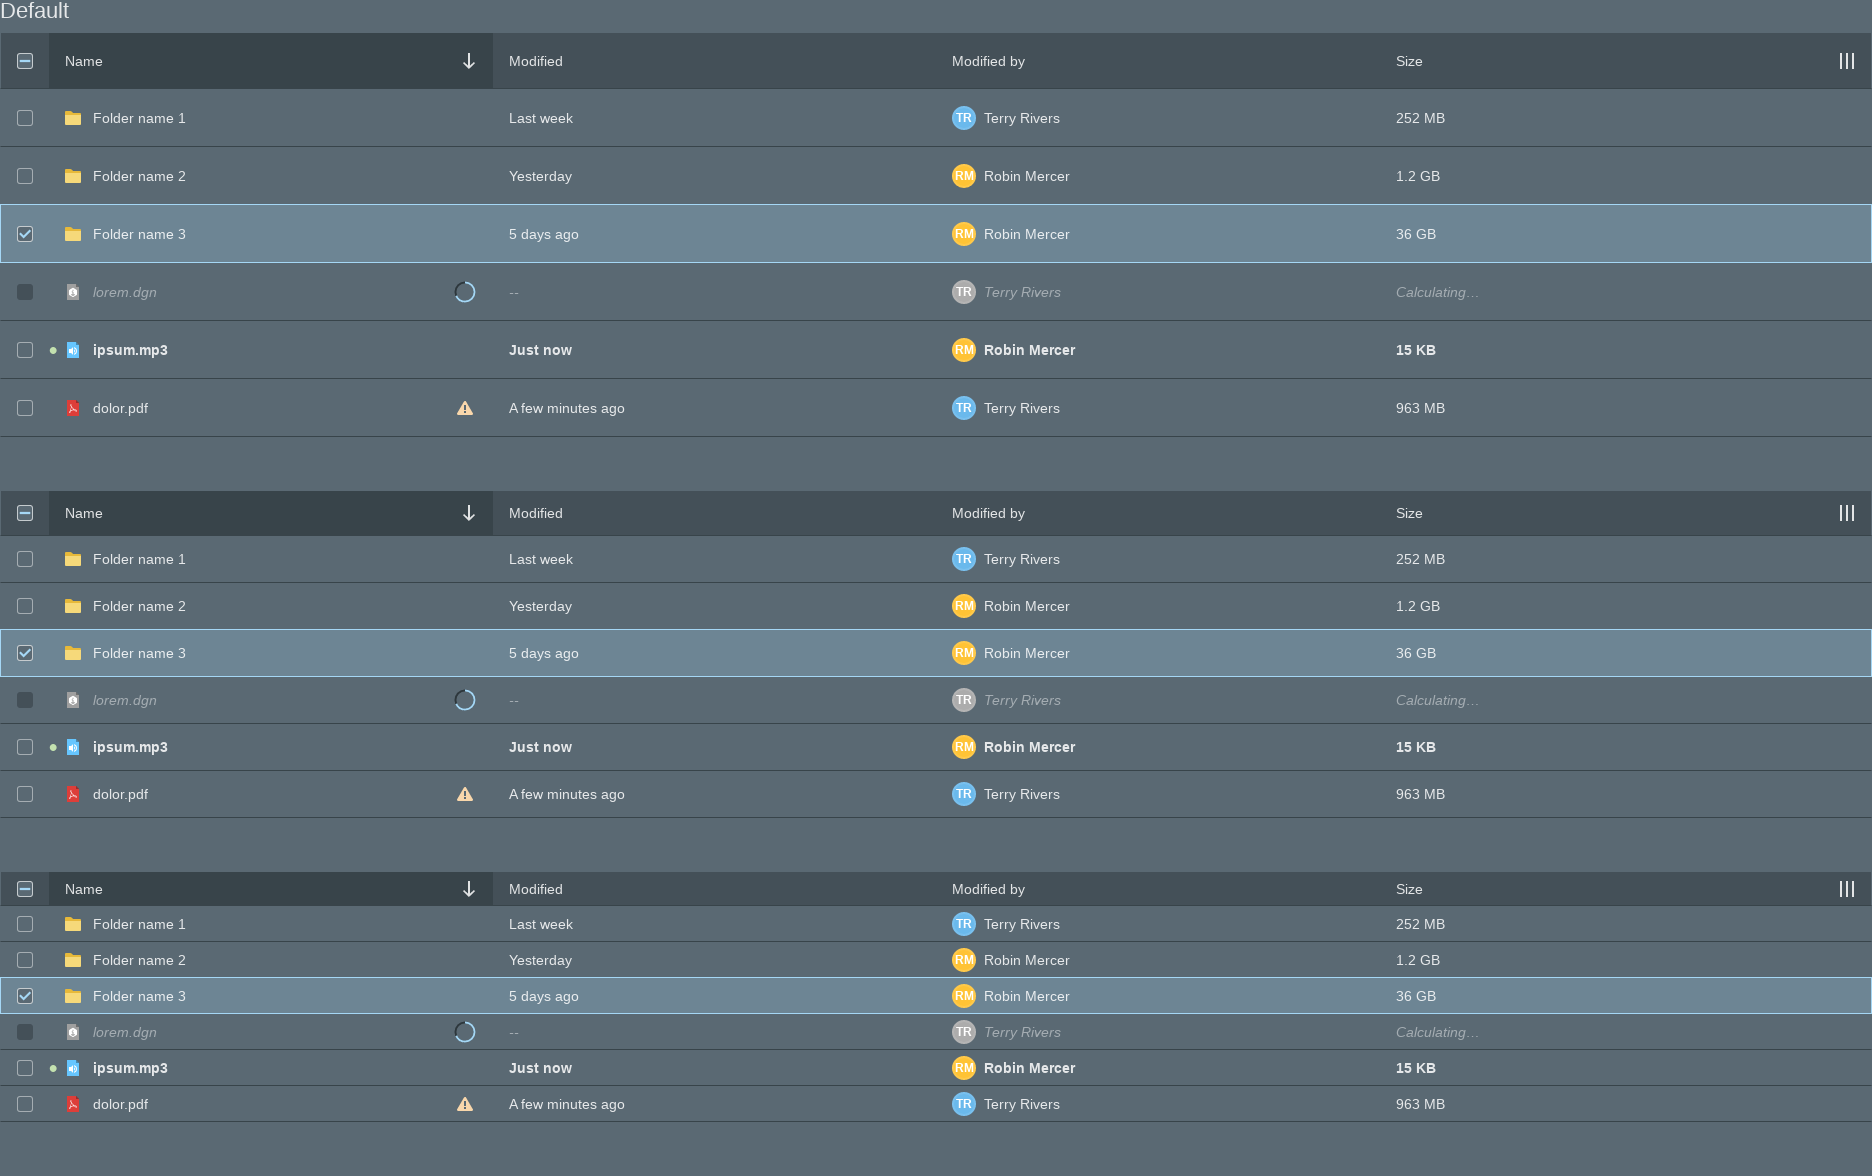 Default
Name Modified Modified by Size
Folder name 1 Last week TR Terry Rivers 252 MB
Folder name 2 Yesterday RM Robin Mercer 1.2 GB
Folder name 3 5 days ago RM Robin Mercer 36 GB
lorem.dgn -- TR Terry Rivers Calculating...
ipsum.mp3 Just now RM Robin Mercer 15 KB
dolor.pdf A few minutes ago TR Terry Rivers 963 MB
Name Modified Modified by Size
Folder name 1 Last week TR Terry Rivers 252 MB
Folder name 2 Yesterday RM Robin Mercer 1.2 GB
Folder name 3 5 days ago RM Robin Mercer 36 GB
lorem.dgn -- TR Terry Rivers Calculating...
ipsum.mp3 Just now RM Robin Mercer 15 KB
dolor.pdf A few minutes ago TR Terry Rivers 963 MB
Name Modified Modified by Size
Folder name 1 Last week TR Terry Rivers 252 MB
Folder name 2 Yesterday RM Robin Mercer 1.2 GB
Folder name 3 5 days ago RM Robin Mercer 36 GB
lorem.dgn -- TR Terry Rivers Calculating...
ipsum.mp3 Just now RM Robin Mercer 15 KB
dolor.pdf A few minutes ago TR Terry Rivers 963 MB